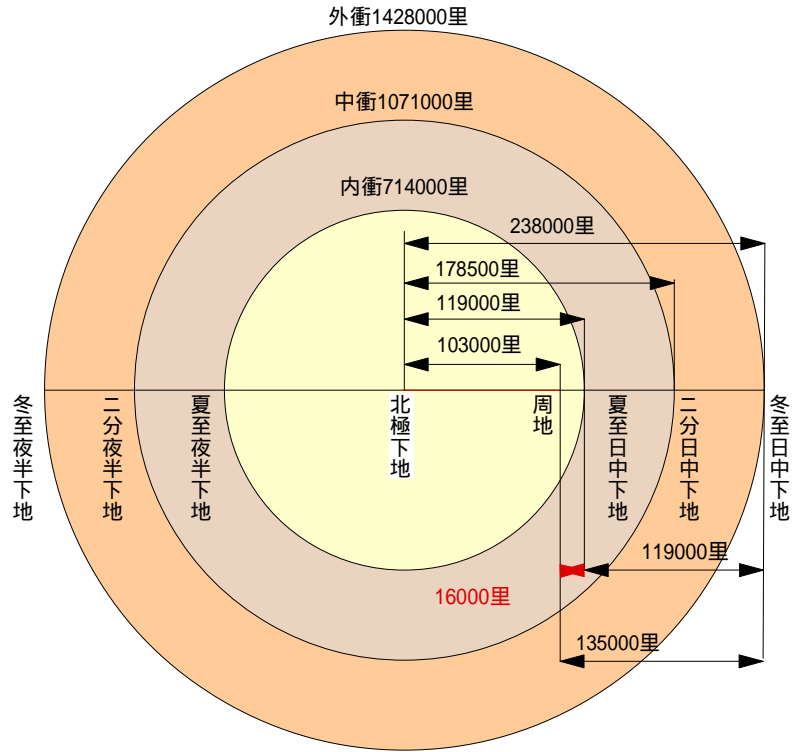 外衝1428000里
中衝1071000里
内衝714000里
238000里
178500里
119000里
103000里
冬至夜半下地
二分夜半下地
夏至夜半下地
北極下地
周地
夏至日中下地
二分日中下地
冬至日中下地
119000里
16000里
135000里